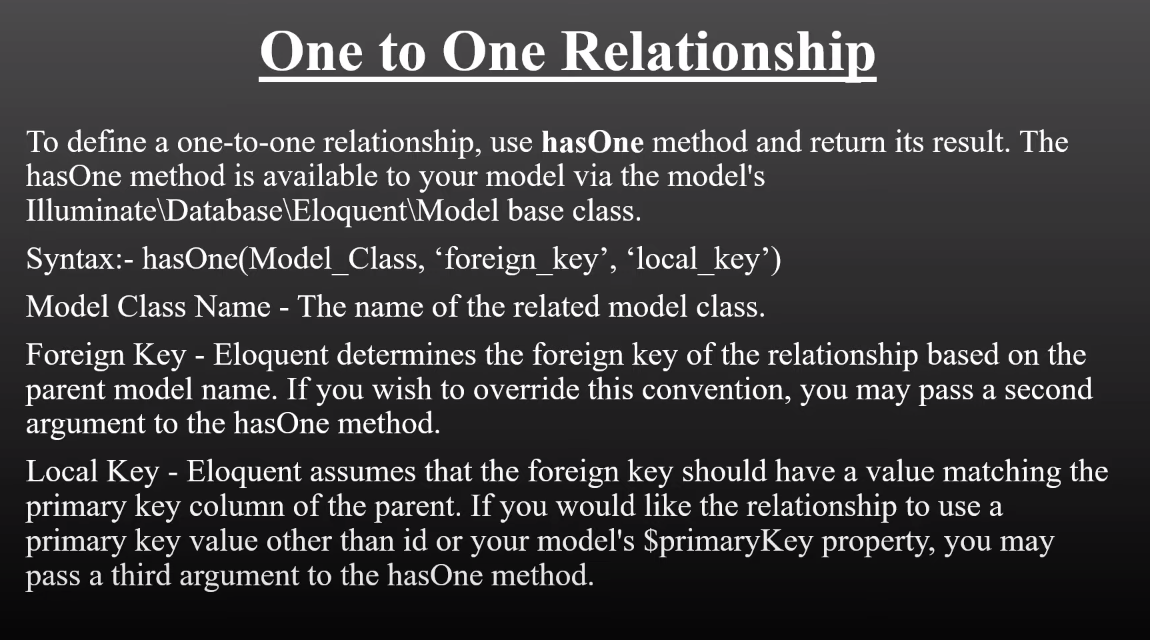 One to One Relationship
To define a one-to-one relationship, use hasOne method and return its result. The
hasOne method is available to your model via the model's
Illuminate\Database\Eloquent\Model base class.
Syntax:- hasOne(Model_Class, ‘foreign_key’, ‘local_key’)
Model Class Name - The name of the related model class.
Foreign Key - Eloquent determines the foreign key of the relationship based on the
parent model name. If you wish to override this convention, you may pass a second
argument to the hasOne method.
Local Key - Eloquent assumes that the foreign key should have a value matching the
primary key column of the parent. If you would like the relationship to use a
primary key value other than id or your model's $primaryKey property, you may
pass a third argument to the hasOne method.